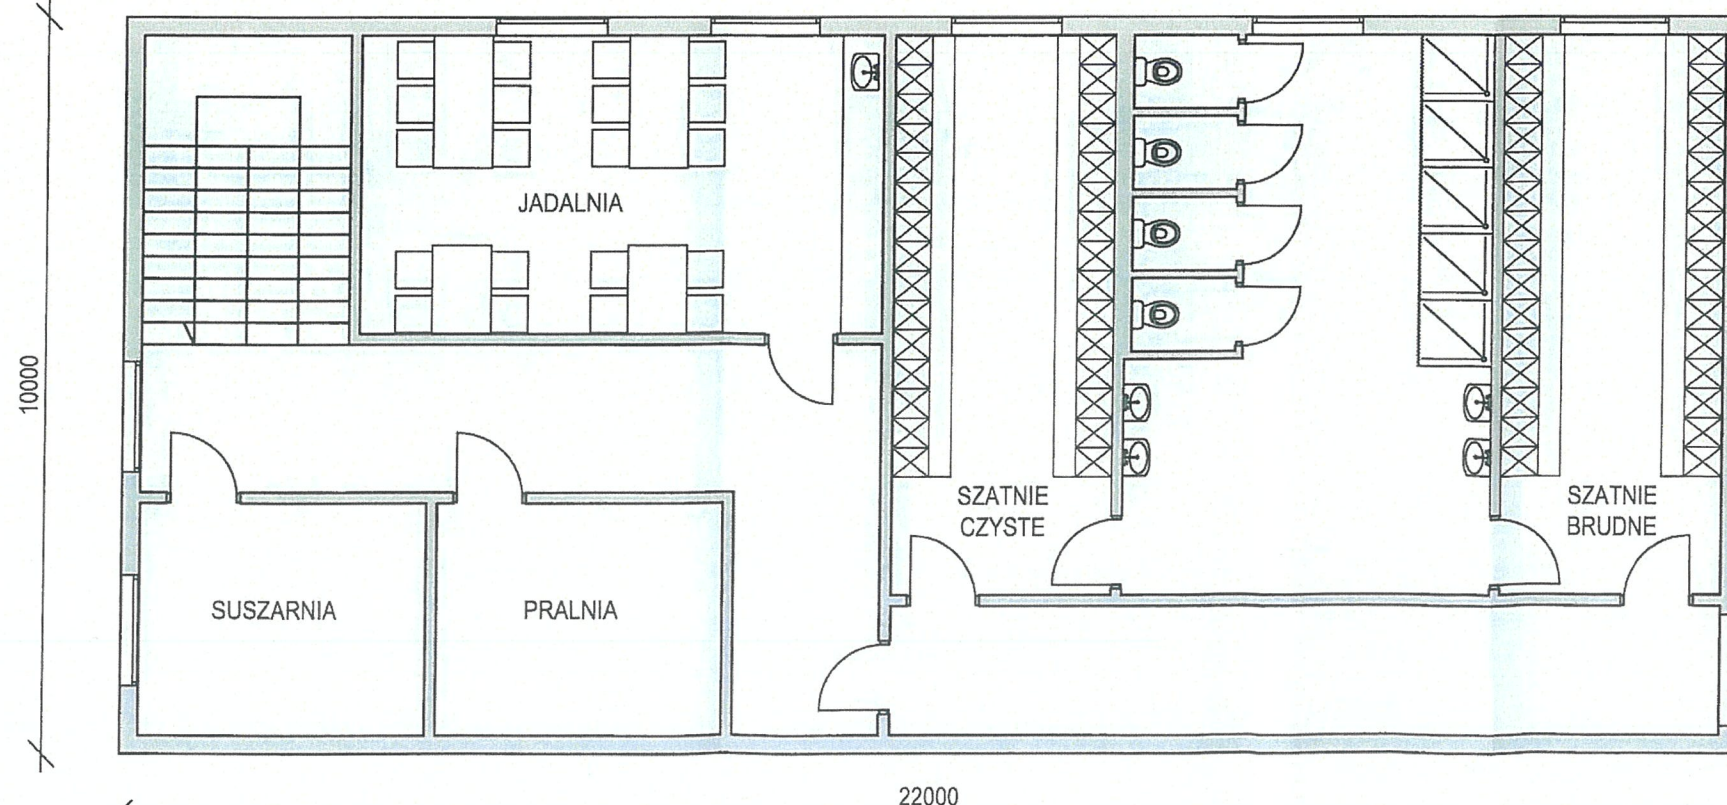 JADALNIA
10000
SZATNIE
CZYSTE
SZATNIE
BRUDNE
SUSZARNIA
PRALNIA
22000